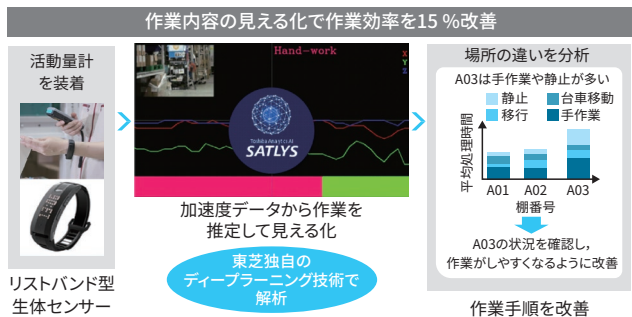 作業内容の見える化で作業効率を15 %改善
活動量計
を装着
リストバンド型
生体センサー
Hand-work
X
Y
Z
Toshiba Analytics AI
SATLYS
加速度データから作業を
推定して見える化
東芝独自の
ディープラーニング技術で
解析
場所の違いを分析
A03は手作業や静止が多い
静止
台車移動
移行
手作業
平均処理時間
A01 A02 A03
棚番号
A03の状況を確認し,
作業がしやすくなるように改善
作業手順を改善